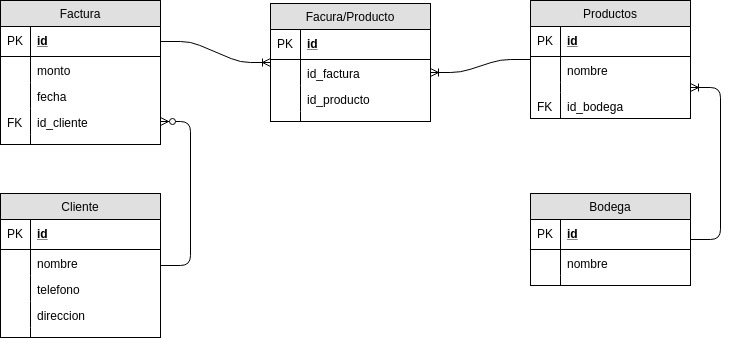 Factura
PK id
monto
fecha
FK id_cliente
Facura/Producto
PK id
id_factura
id_producto
Productos
PK id
nombre
FK id_bodega
Cliente
PK id
nombre
telefono
direccion
Bodega
PK id
nombre